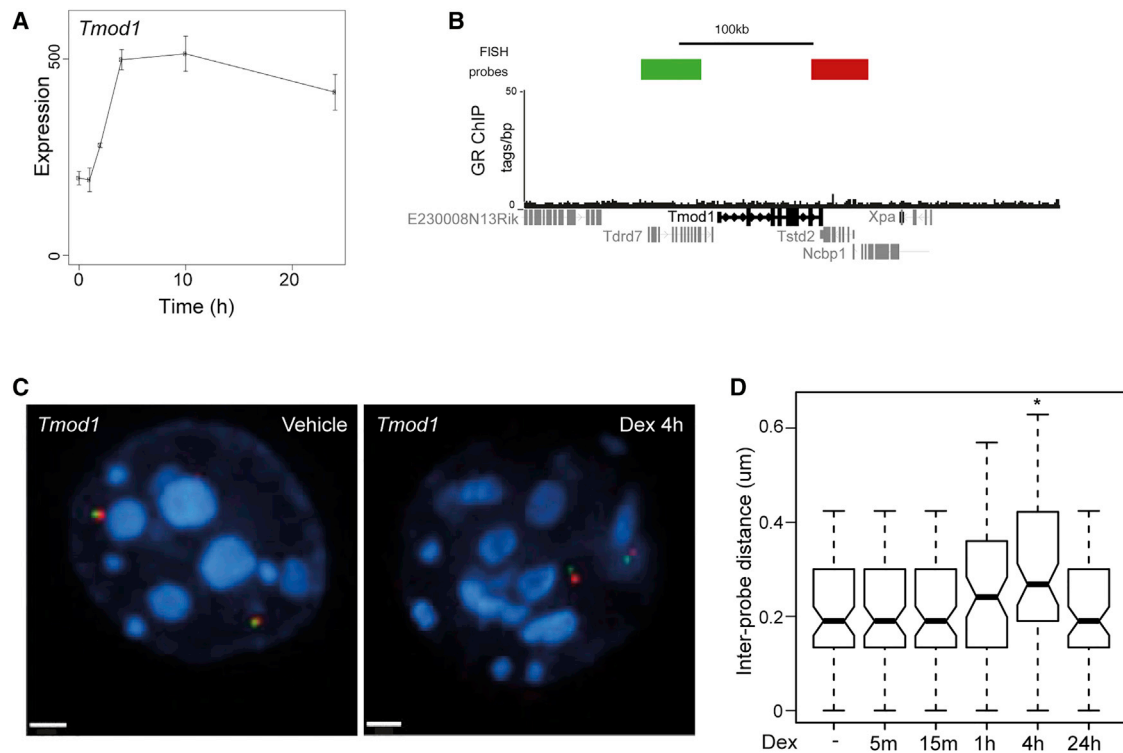 A
Tmod1
500
0
Expression
0 20
Time (h)
B
100kb
FISH
probes
50
0
GR ChIP
tags/bp
E230008N13Rik
Tmod1
Xpa
Tdrd7
Tstd2
Ncbp1
C
Tmod1 Vehicle
Tmod1 Dex 4h
D
*
0.6
0.4
0.2
0
Inter-probe distance (um)
Dex - 5m 15m 1h 4h 24h